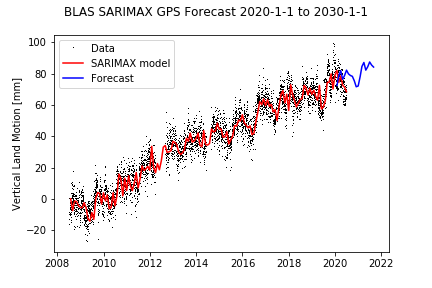 BLAS SARIMAX GPS Forecast 2020-1-1 to 2030-1-1
Data
SARIMAX model
Forecast
Vertical Land Motion [mm]
100
80
60
40
20
0
−20
2008 2010 2012 2014 2016 2018 2020 2022